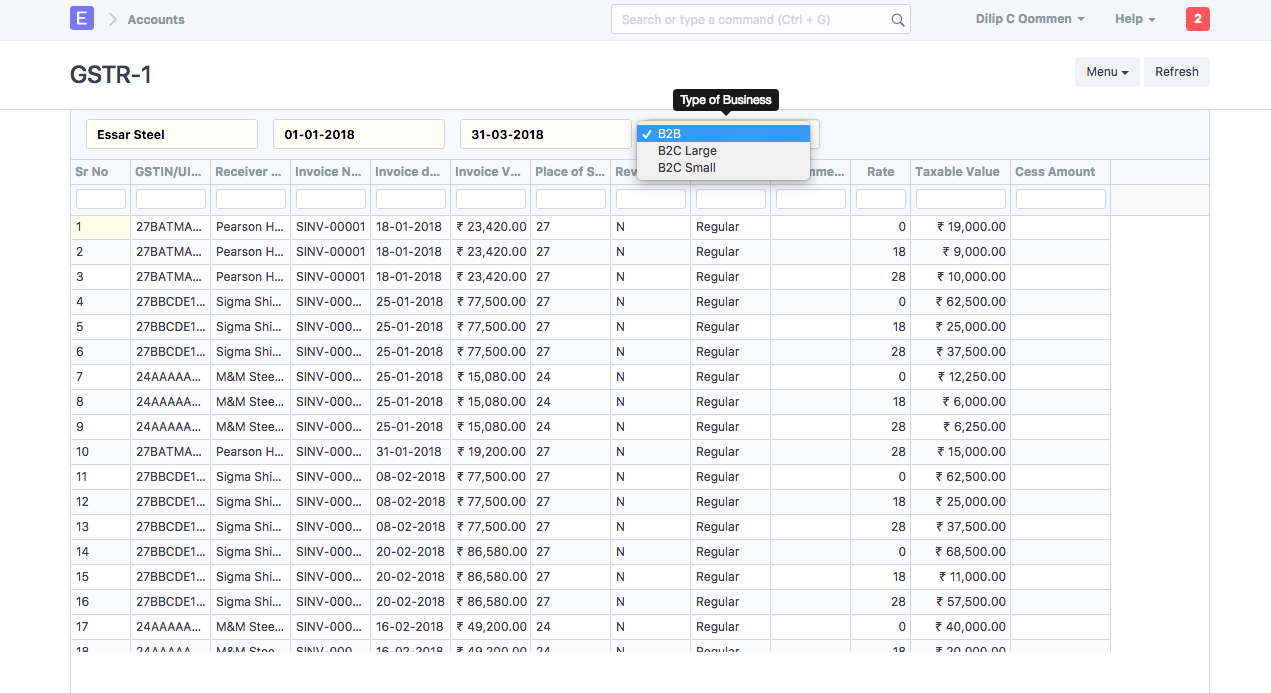 E Accounts Search or type a command (Ctrl + G) Dilip C Oommen Help 2
GSTR-1 Menu Refresh
Type of Business
Essar Steel 01-01-2018 31-03-2018 ✓ B2B
B2C Large
B2C Small
Sr No GSTIN/UI... Receiver ... Invoice N... Invoice d... Invoice V... Place of S... Rev mme... Rate Taxable Value Cess Amount
1 27BATMA... Pearson H... SINV-00001 18-01-2018 ₹ 23,420.00 27 N Regular 0 ₹ 19,000.00
2 27BATMA... Pearson H... SINV-00001 18-01-2018 ₹ 23,420.00 27 N Regular 18 ₹ 9,000.00
3 27BATMA... Pearson H... SINV-00001 18-01-2018 ₹ 23,420.00 27 N Regular 28 ₹ 10,000.00
4 27BBCDE1... Sigma Shi... SINV-000... 25-01-2018 ₹ 77,500.00 27 N Regular 0 ₹ 62,500.00
5 27BBCDE1... Sigma Shi... SINV-000... 25-01-2018 ₹ 77,500.00 27 N Regular 18 ₹ 25,000.00
6 27BBCDE1... Sigma Shi... SINV-000... 25-01-2018 ₹ 77,500.00 27 N Regular 28 ₹ 37,500.00
7 24AAAAA... M&M Stee... SINV-000... 25-01-2018 ₹ 15,080.00 24 N Regular 0 ₹ 12,250.00
8 24AAAAA... M&M Stee... SINV-000... 25-01-2018 ₹ 15,080.00 24 N Regular 18 ₹ 6,000.00
9 24AAAAA... M&M Stee... SINV-000... 25-01-2018 ₹ 15,080.00 24 N Regular 28 ₹ 6,250.00
10 27BATMA... Pearson H... SINV-000... 31-01-2018 ₹ 19,200.00 27 N Regular 28 ₹ 15,000.00
11 27BBCDE1... Sigma Shi... SINV-000... 08-02-2018 ₹ 77,500.00 27 N Regular 0 ₹ 62,500.00
12 27BBCDE1... Sigma Shi... SINV-000... 08-02-2018 ₹ 77,500.00 27 N Regular 18 ₹ 25,000.00
13 27BBCDE1... Sigma Shi... SINV-000... 08-02-2018 ₹ 77,500.00 27 N Regular 28 ₹ 37,500.00
14 27BBCDE1... Sigma Shi... SINV-000... 20-02-2018 ₹ 86,580.00 27 N Regular 0 ₹ 68,500.00
15 27BBCDE1... Sigma Shi... SINV-000... 20-02-2018 ₹ 86,580.00 27 N Regular 18 ₹ 11,000.00
16 27BBCDE1... Sigma Shi... SINV-000... 20-02-2018 ₹ 86,580.00 27 N Regular 28 ₹ 57,500.00
17 24AAAAA... M&M Stee... SINV-000... 16-02-2018 ₹ 49,200.00 24 N Regular 0 ₹ 40,000.00
18 24AAAAA... M&M Stee... SINV-000... 16-02-2018 ₹ 49,200.00 24 N Regular 18 ₹ 20,000.00